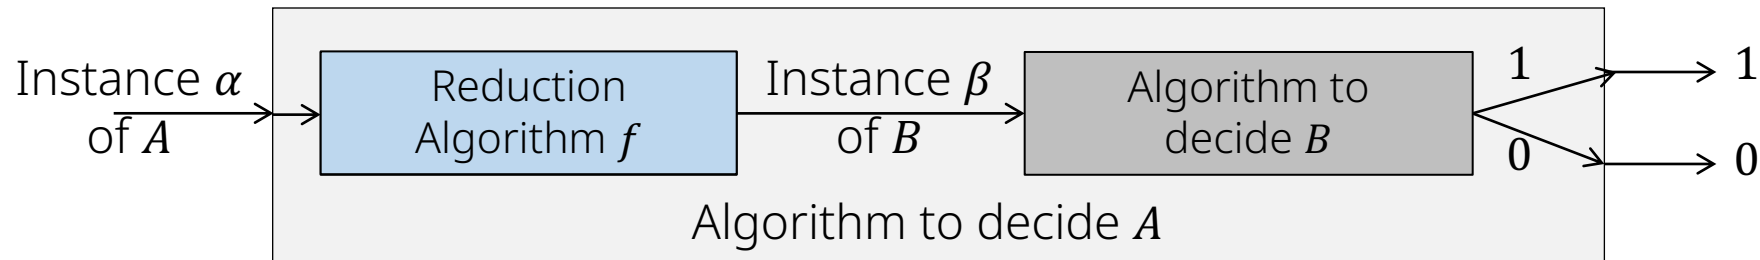 Instance α
of A
Reduction
Algorithm f
Instance β
of B
Algorithm to
decide B
1
0
1
0
Algorithm to decide A